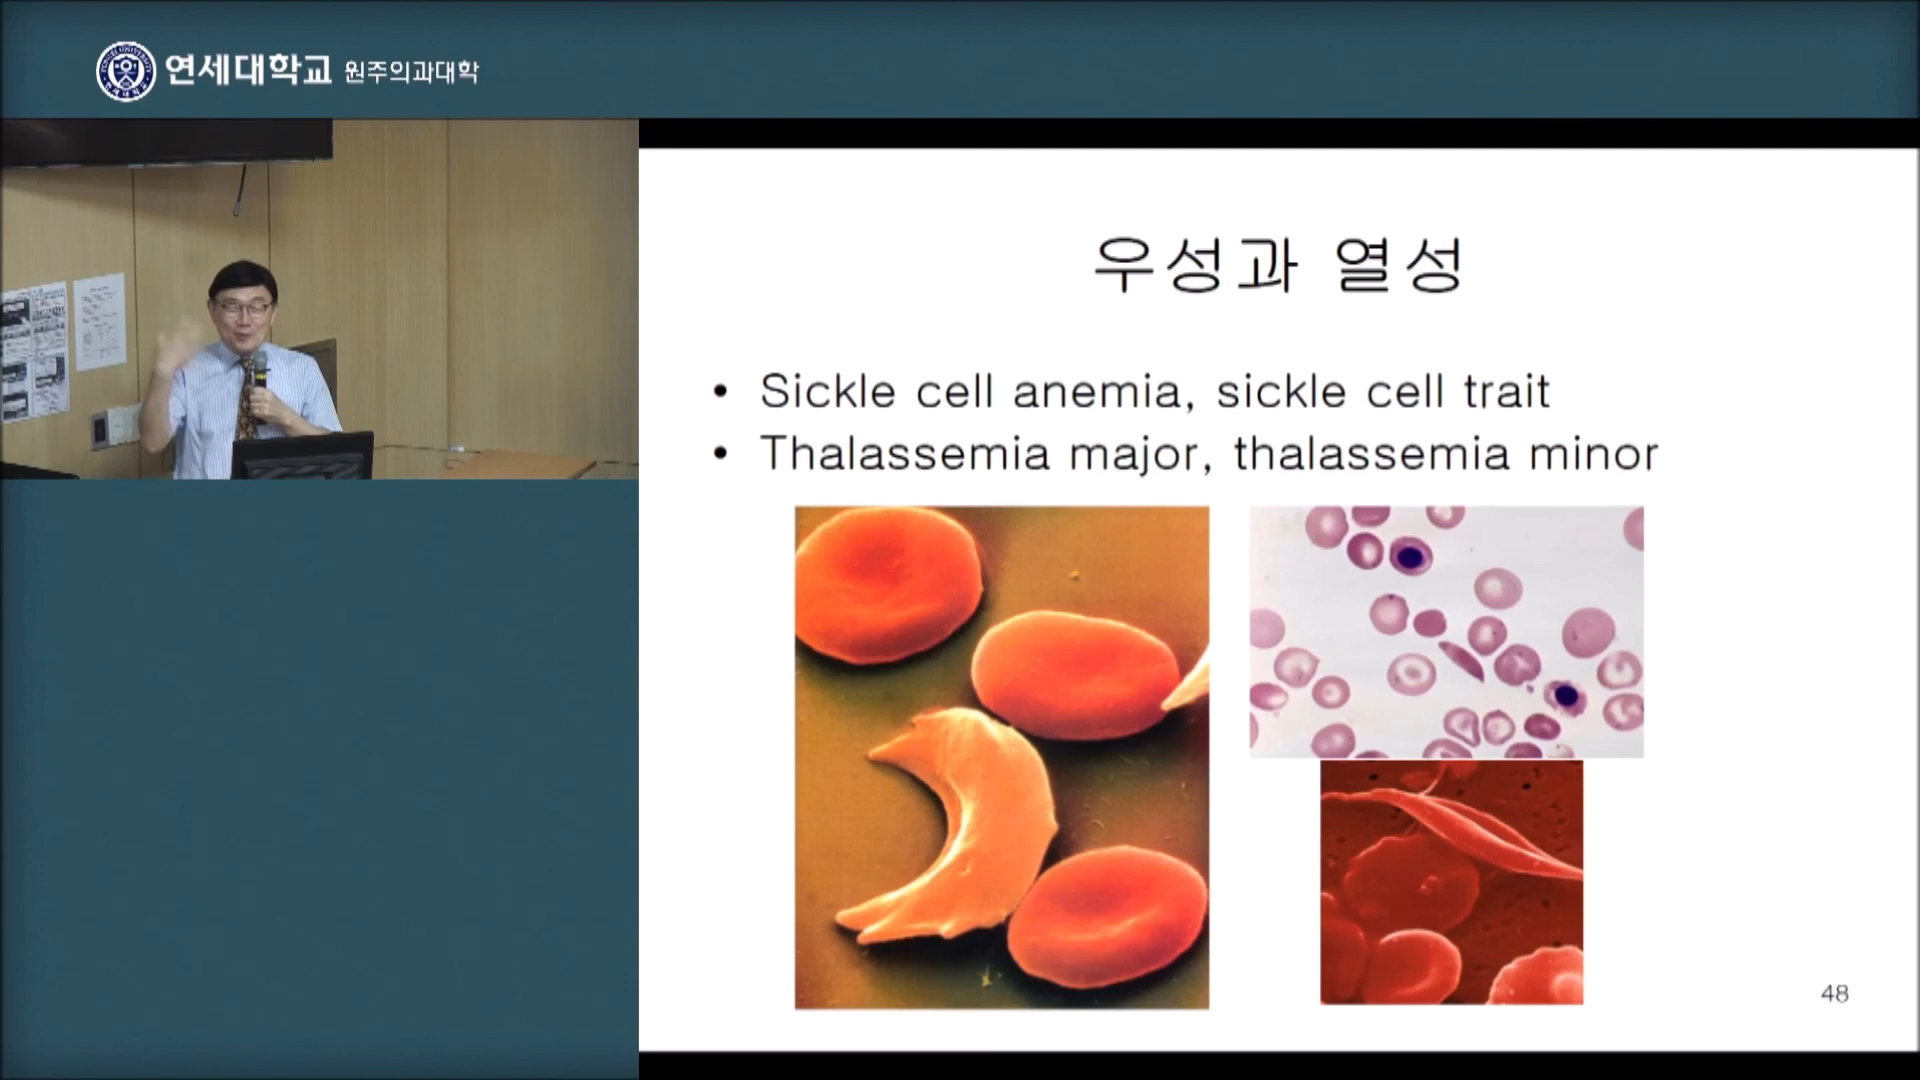 연세대학교 원주의과대학
우성과 열성
• Sickle cell anemia, sickle cell trait
• Thalassemia major, thalassemia minor
48